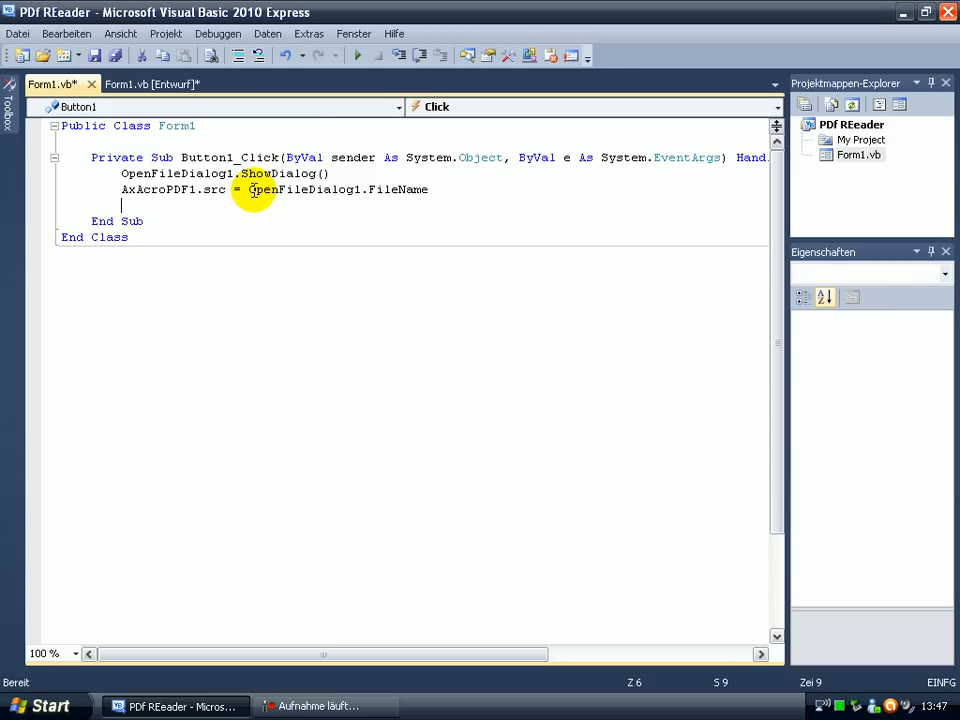 PDf REeader - Microsoft Visual Basic 2010 Express
Datei Bearbeiten Ansicht Projekt Debuggen Daten Extras Fenster Hilfe
Form1.vb* Form1.vb [Entwurf]*
Toolbox
Button1 Click
Public Class Form1
Private Sub Button1_Click(ByVal sender As System.Object, ByVal e As System.EventArgs) Handl
OpenFileDialog1.ShowDialog()
AxAcroPDF1.src = OpenFileDialog1.FileName
End Sub
End Class
Projektmappen-Explorer
PDf REeader
My Project
Form1.vb
Eigenschaften
100 %
Bereit Z 6 S 9 Zei 9 EINFG
Start PDf REeader - Micros... Aufnahme läuft... 13:47